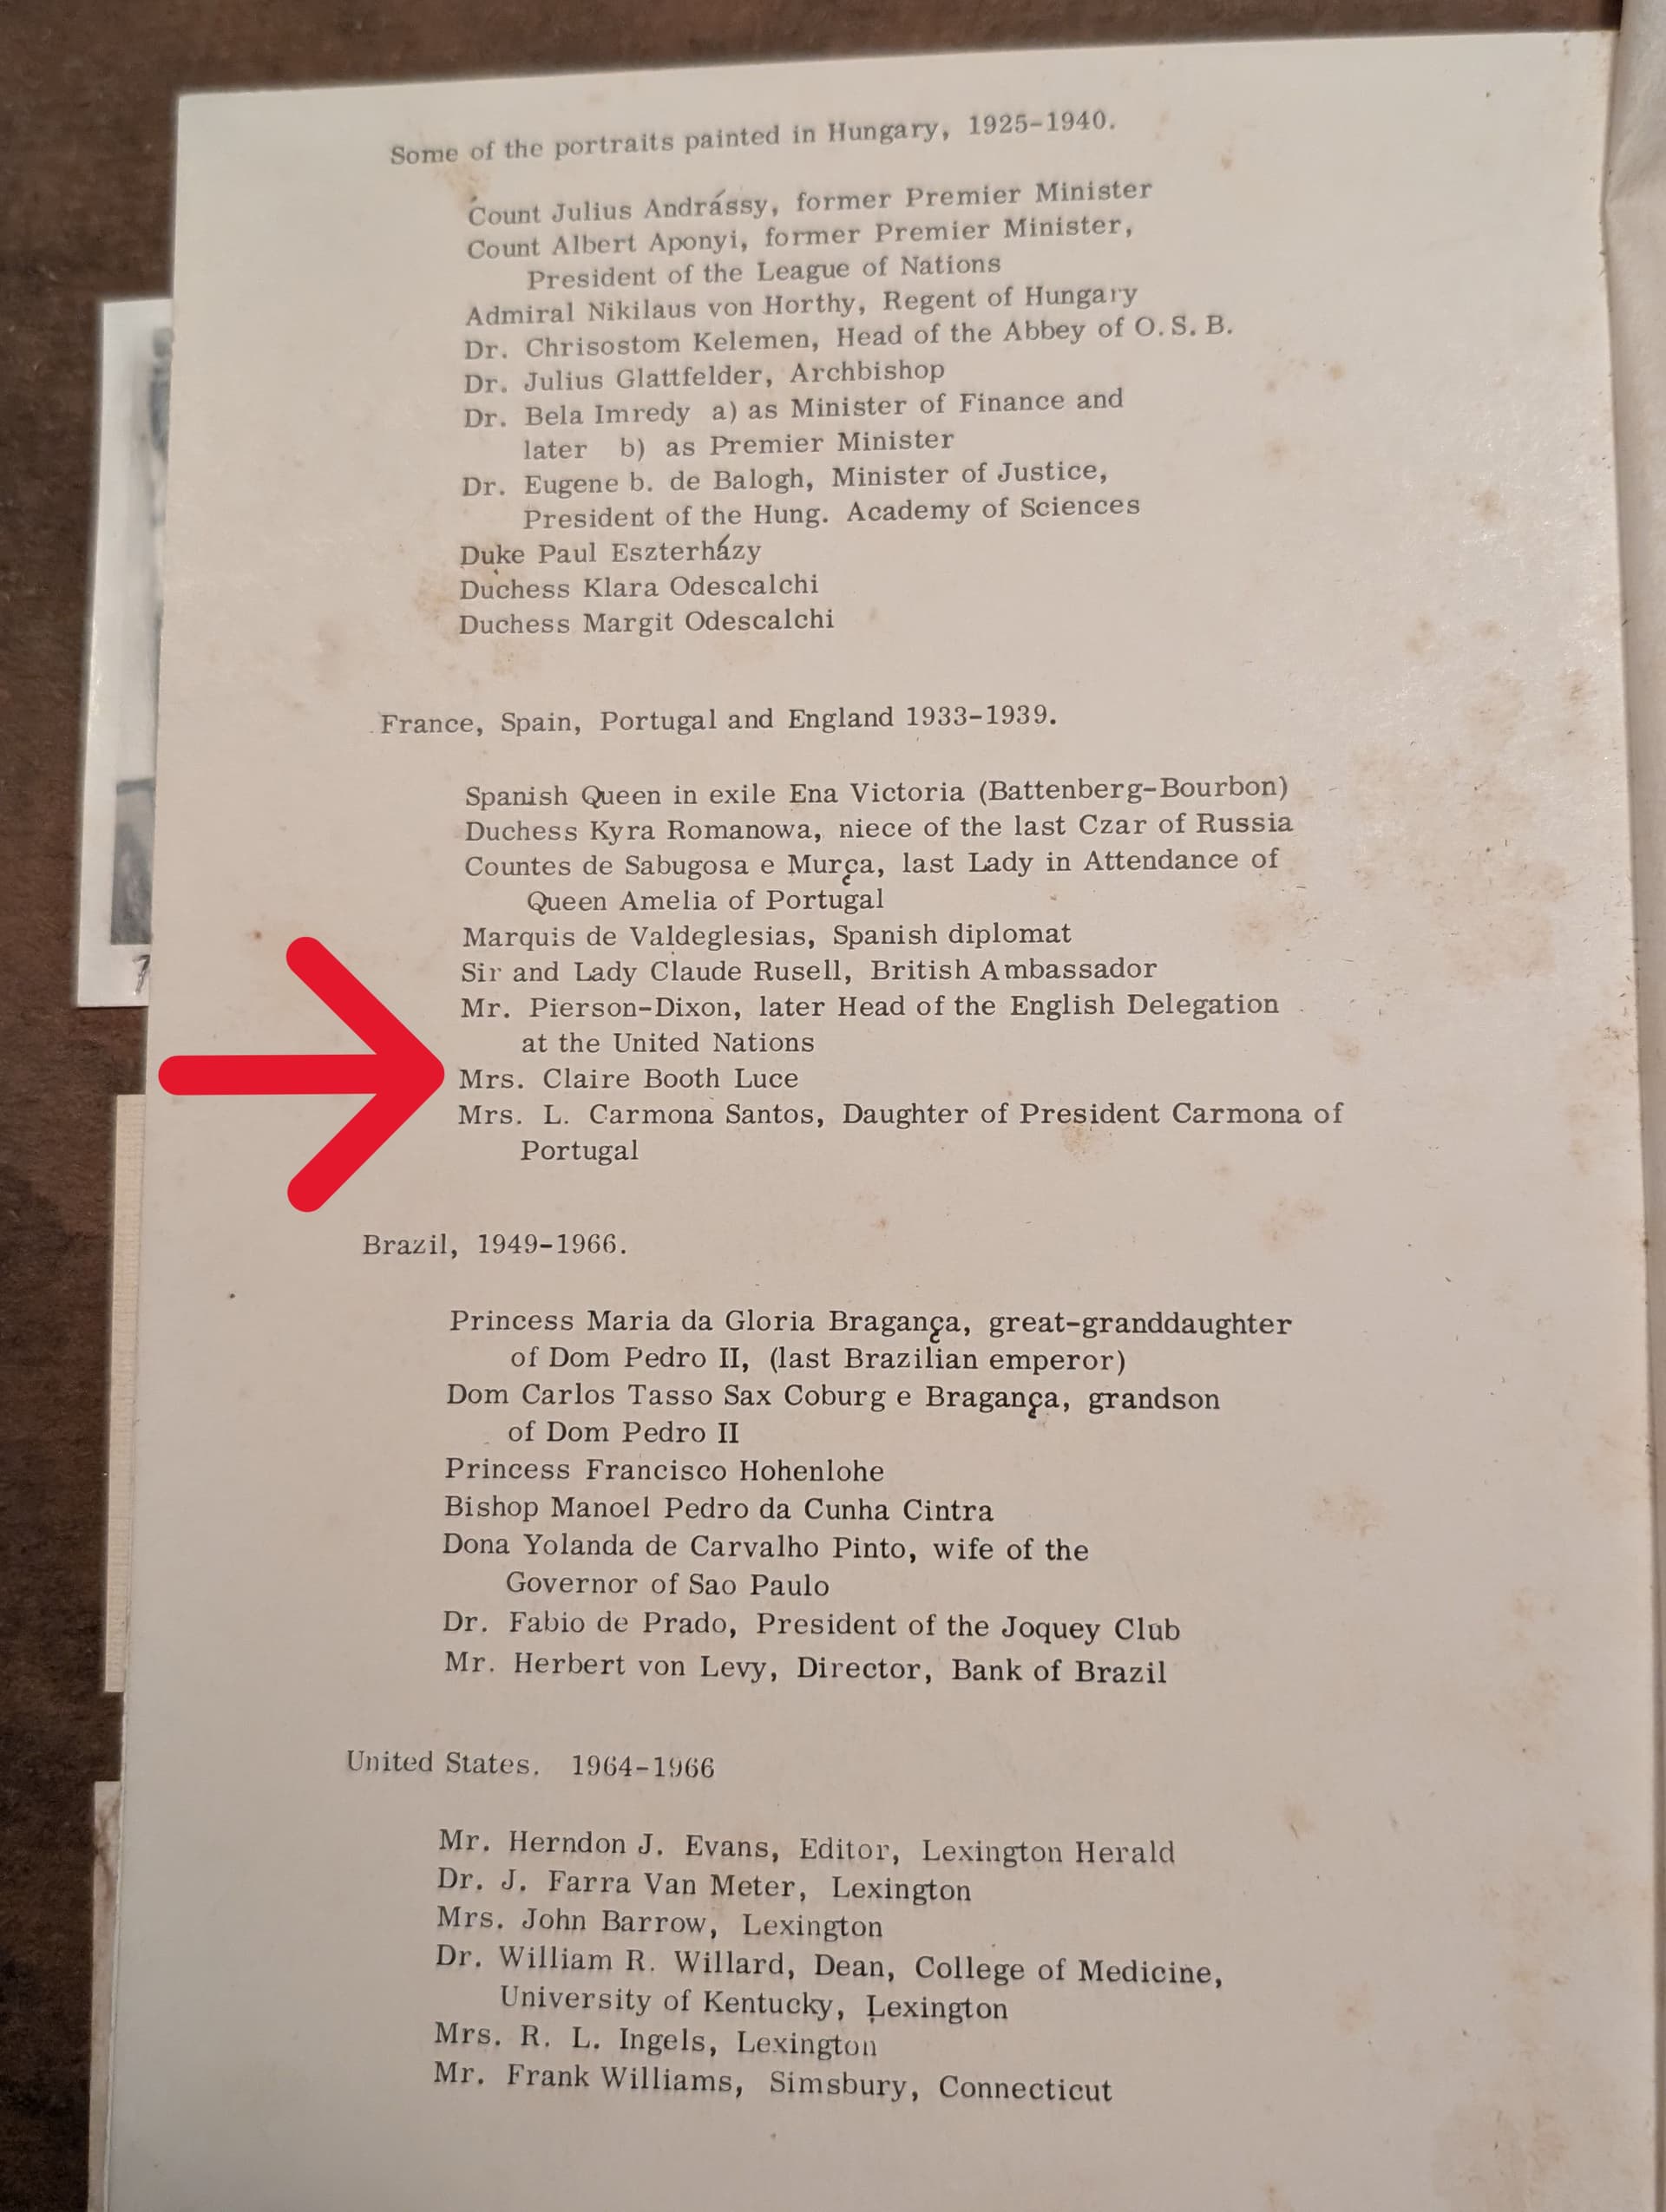 Some of the portraits painted in Hungary, 1925-1940.
Count Julius Andrássy, former Premier Minister
Count Albert Aponyi, former Premier Minister,
President of the League of Nations
Admiral Nikilaus von Horthy, Regent of Hungary
Dr. Chrisostom Kelemen, Head of the Abbey of O.S.B.
Dr. Julius Glattfelder, Archbishop
Dr. Bela Imredy a) as Minister of Finance and
later b) as Premier Minister
Dr. Eugene b. de Balogh, Minister of Justice,
President of the Hung. Academy of Sciences
Duke Paul Eszterházy
Duchess Klara Odescalchi
Duchess Margit Odescalchi
France, Spain, Portugal and England 1933-1939.
Spanish Queen in exile Ena Victoria (Battenberg-Bourbon)
Duchess Kyra Romanowa, niece of the last Czar of Russia
Countes de Sabugosa e Murça, last Lady in Attendance of
Queen Amelia of Portugal
Marquis de Valdeglesias, Spanish diplomat
Sir and Lady Claude Rusell, British Ambassador
Mr. Pierson-Dixon, later Head of the English Delegation
at the United Nations
Mrs. Claire Booth Luce
Mrs. L. Carmona Santos, Daughter of President Carmona of
Portugal
Brazil, 1949-1966.
Princess Maria da Gloria Bragança, great-granddaughter
of Dom Pedro II, (last Brazilian emperor)
Dom Carlos Tasso Sax Coburg e Bragança, grandson
of Dom Pedro II
Princess Francisco Hohenlohe
Bishop Manoel Pedro da Cunha Cintra
Dona Yolanda de Carvalho Pinto, wife of the
Governor of Sao Paulo
Dr. Fabio de Prado, President of the Joquey Club
Mr. Herbert von Levy, Director, Bank of Brazil
United States. 1964-1966
Mr. Herndon J. Evans, Editor, Lexington Herald
Dr. J. Farra Van Meter, Lexington
Mrs. John Barrow, Lexington
Dr. William R. Willard, Dean, College of Medicine,
University of Kentucky, Lexington
Mrs. R. L. Ingels, Lexington
Mr. Frank Williams, Simsbury, Connecticut